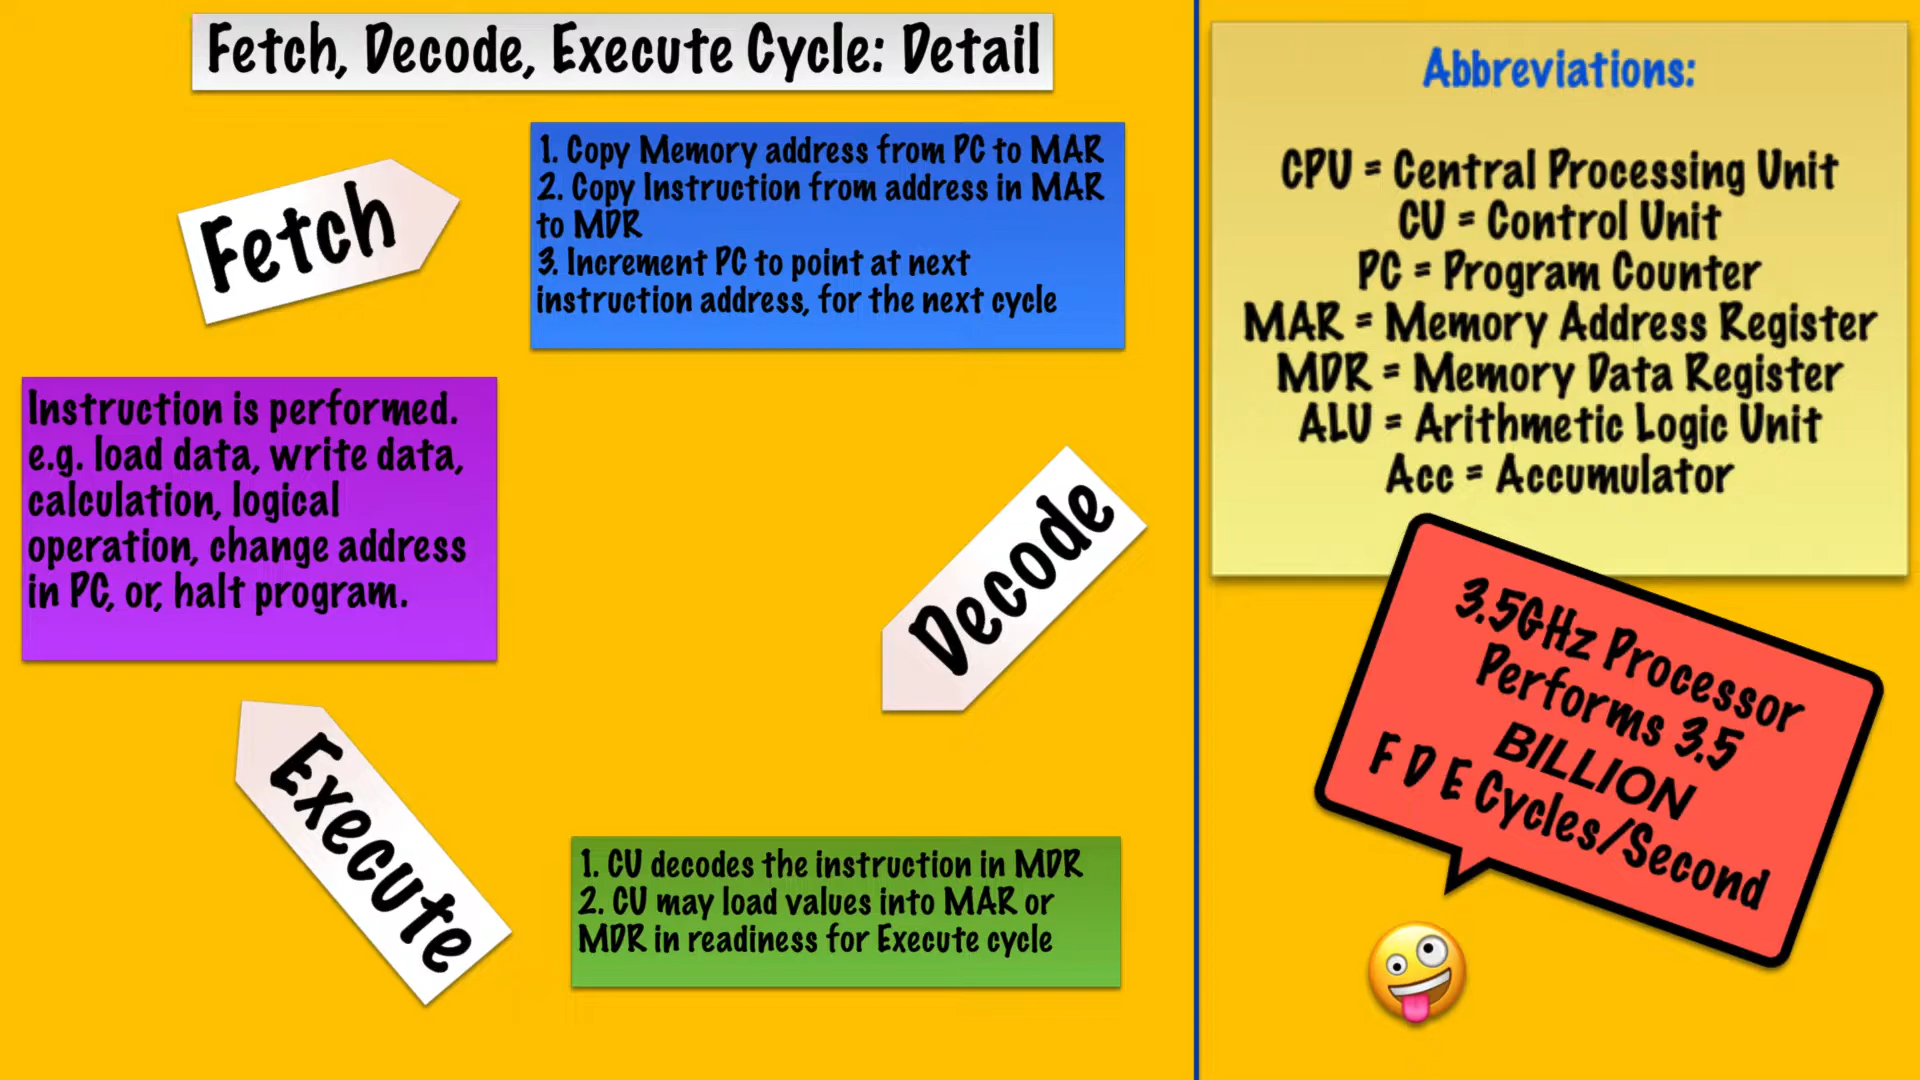 Fetch, Decode, Execute Cycle: Detail
Fetch
1. Copy Memory address from PC to MAR
2. Copy Instruction from address in MAR
to MDR
3. Increment PC to point at next
instruction address, for the next cycle
Decode
1. CU decodes the instruction in MDR
2. CU may load values into MAR or
MDR in readiness for Execute cycle
Execute
Instruction is performed.
e.g. load data, write data,
calculation, logical
operation, change address
in PC, or, halt program.
Abbreviations:
CPU = Central Processing Unit
CU = Control Unit
PC = Program Counter
MAR = Memory Address Register
MDR = Memory Data Register
ALU = Arithmetic Logic Unit
Acc = Accumulator
3.5GHz Processor
Performs 3.5
BILLION
F D E Cycles/Second